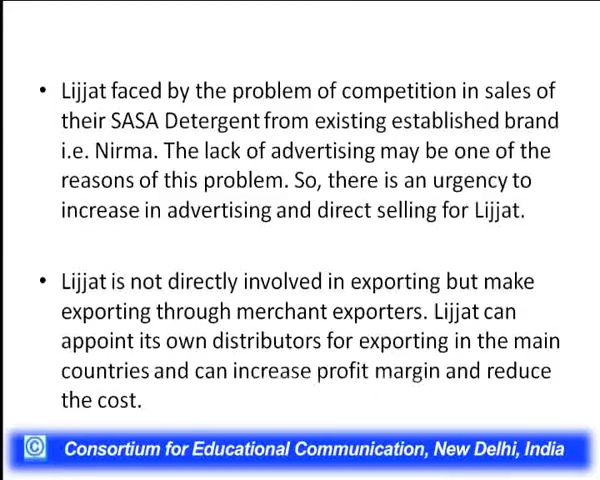 • Lijjat faced by the problem of competition in sales of
their SASA Detergent from existing established brand
i.e. Nirma. The lack of advertising may be one of the
reasons of this problem. So, there is an urgency to
increase in advertising and direct selling for Lijjat.
• Lijjat is not directly involved in exporting but make
exporting through merchant exporters. Lijjat can
appoint its own distributors for exporting in the main
countries and can increase profit margin and reduce
the cost.
© Consortium for Educational Communication, New Delhi, India